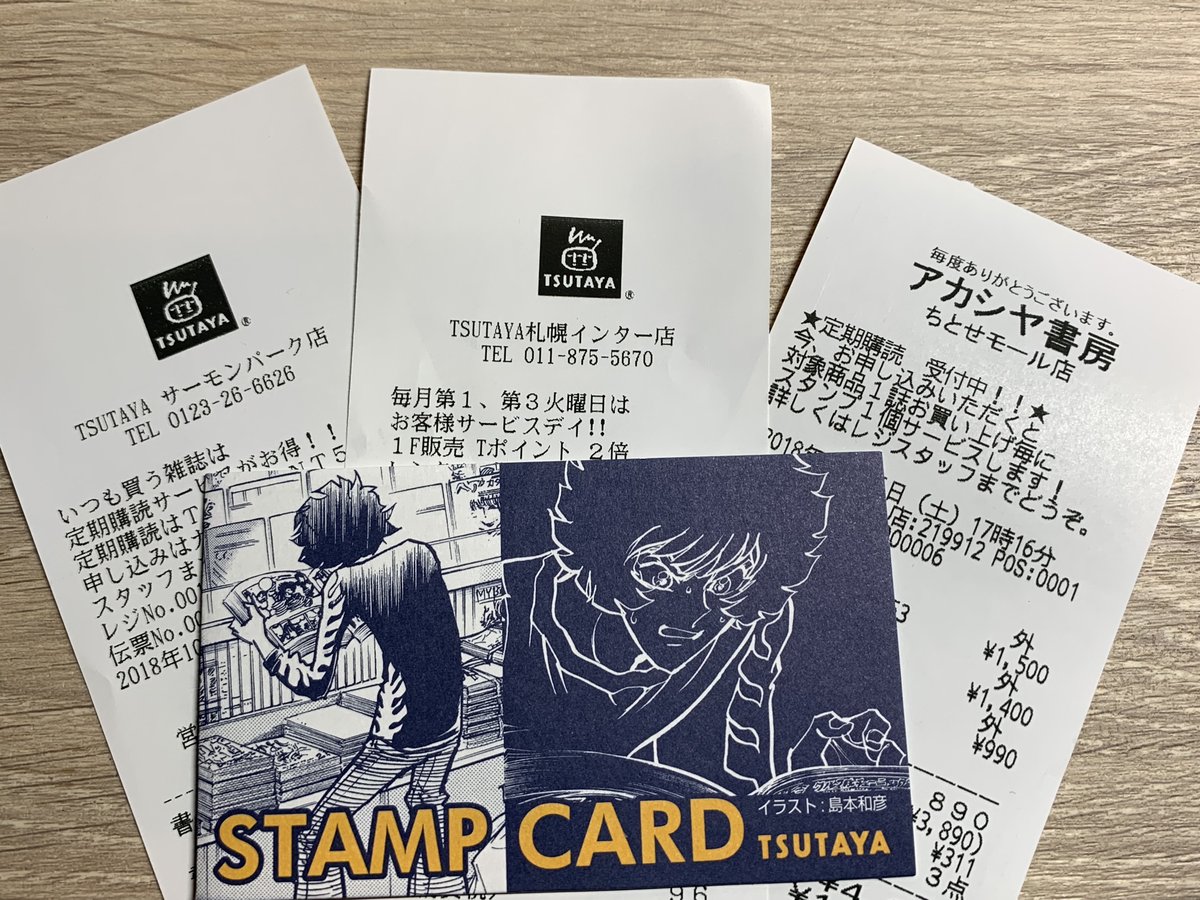 TSUTAYA
®
TSUTAYA サーモンパーク店
TEL 0123-26-6626
いつも買う雑誌は
定期購読サー がお得！！
定期購読はT NT5
申し込みは
スタッフま
レジNo.00
伝票No.00
2018年10
営
書
TSUTAYA
®
TSUTAYA札幌インター店
TEL 011-875-5670
毎月第１、第３火曜日は
お客様サービスデイ!!
１F販売 Tポイント ２倍
毎度ありがとうございます。
アカシヤ書房
ちとせモール店
★定期購読 受付中！！★
今、お申し込みいただくと
対象商品１誌お買い上げ毎に
スタンプ１個サービスします！
詳しくはレジスタッフまでどうぞ。
2018年 日（土）17時16分
店:219912 POS:0001
00006
外
¥1,500
外
¥1,400
外
¥990
８９０
(¥3,890)
¥311
３点
９６
STAMP CARD
イラスト：島本和彦
TSUTAYA